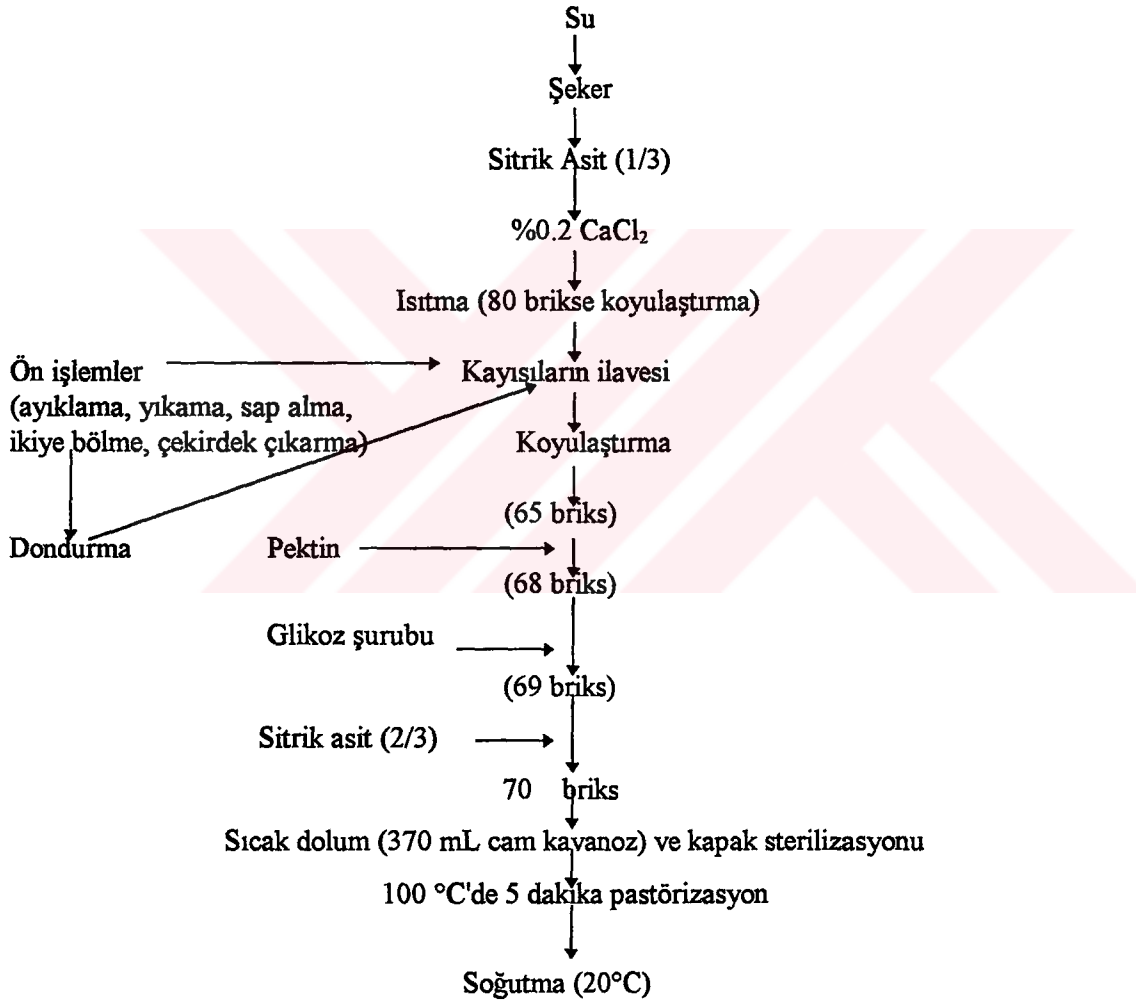 Su
Şeker
Sitrik Asit (1/3)
%0.2 CaCl₂
Isıtma (80 brikse koyulaştırma)
Ön işlemler
(ayıklama, yıkama, sap alma,
ikiye bölme, çekirdek çıkarma)
Kayısıların ilavesi
Koyulaştırma
(65 briks)
Dondurma
Pektin
(68 briks)
Glikoz şurubu
(69 briks)
Sitrik asit (2/3)
70 briks
Sıcak dolum (370 mL cam kavanoz) ve kapak sterilizasyonu
100 °C'de 5 dakika pastörizasyon
Soğutma (20°C)